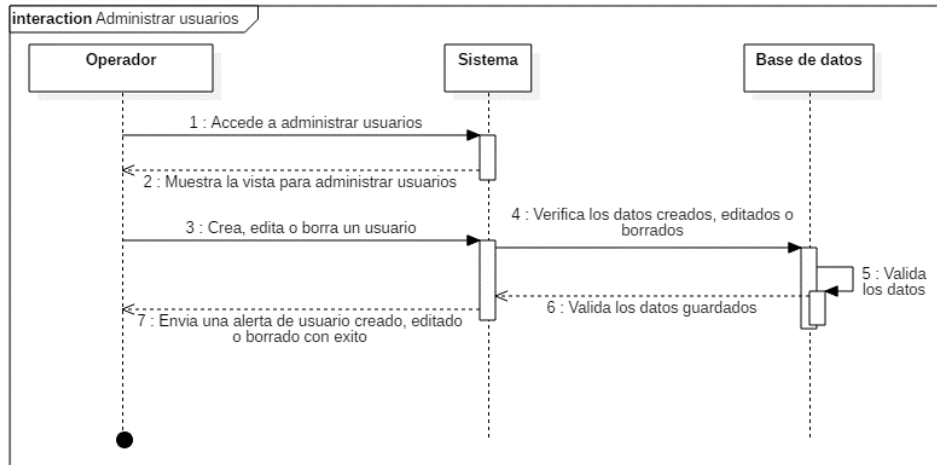 interaction Administrar usuarios
Operador
Sistema
Base de datos
1 : Accede a administrar usuarios
2 : Muestra la vista para administrar usuarios
3 : Crea, edita o borra un usuario
4 : Verifica los datos creados, editados o
borrados
5 : Valida
los datos
6 : Valida los datos guardados
7 : Envia una alerta de usuario creado, editado
o borrado con exito